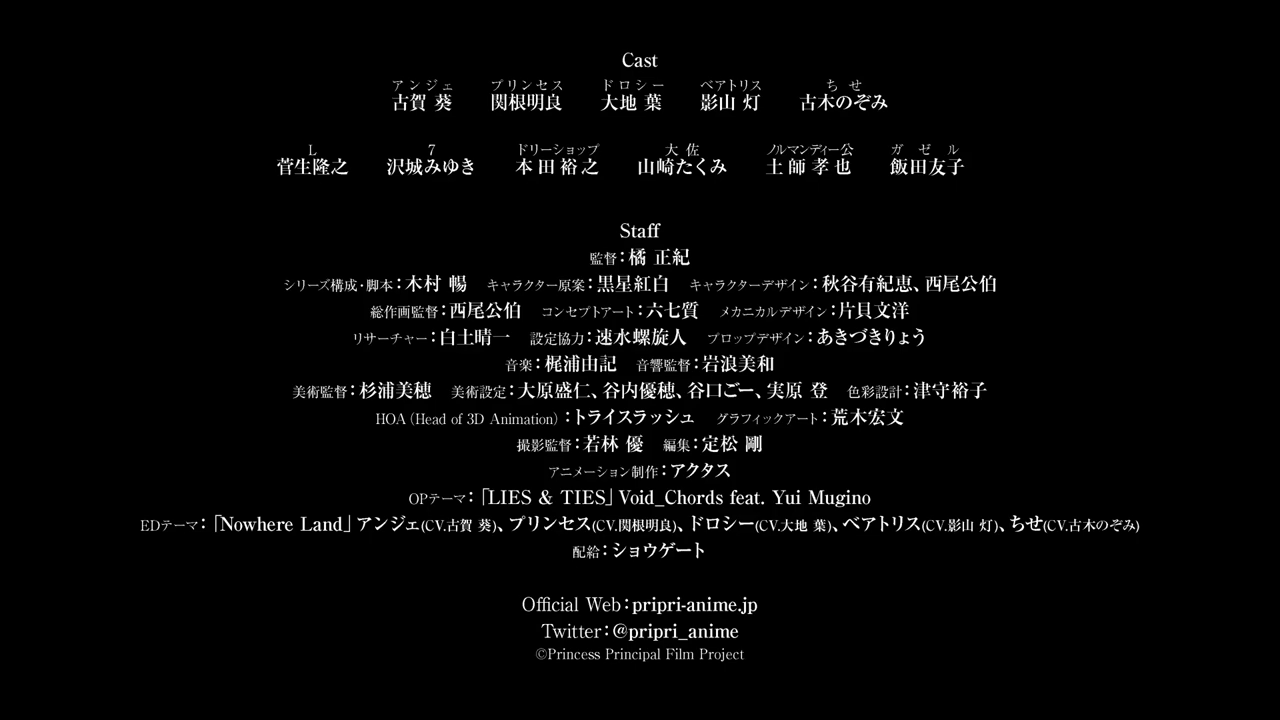 Cast
アンジェ プリンセス ドロシー ベアトリス ちせ
古賀 葵 関根明良 大地 葉 影山 灯 古木のぞみ
L 7 ドリーショップ 大佐 ノルマンディー公 ガゼル
菅生隆之 沢城みゆき 本田裕之 山崎たくみ 土師孝也 飯田友子
Staff
監督：橘 正紀
シリーズ構成・脚本：木村 暢 キャラクター原案：黒星紅白 キャラクターデザイン：秋谷有紀恵、西尾公伯
総作画監督：西尾公伯 コンセプトアート：六七質 メカニカルデザイン：片貝文洋
リサーチャー：白土晴一 設定協力：速水螺旋人 プロップデザイン：あきづきりょう
音楽：梶浦由記 音響監督：岩浪美和
美術監督：杉浦美穂 美術設定：大原盛仁、谷内優穂、谷口ごー、実原 登 色彩設計：津守裕子
HOA（Head of 3D Animation）：トライスラッシュ グラフィックアート：荒木宏文
撮影監督：若林 優 編集：定松 剛
アニメーション制作：アクタス
OPテーマ：「LIES & TIES」Void_Chords feat. Yui Mugino
EDテーマ：「Nowhere Land」アンジェ(CV.古賀 葵)、プリンセス(CV.関根明良)、ドロシー(CV.大地 葉)、ベアトリス(CV.影山 灯)、ちせ(CV.古木のぞみ)
配給：ショウゲート
Official Web：pripri-anime.jp
Twitter：@pripri_anime
©Princess Principal Film Project